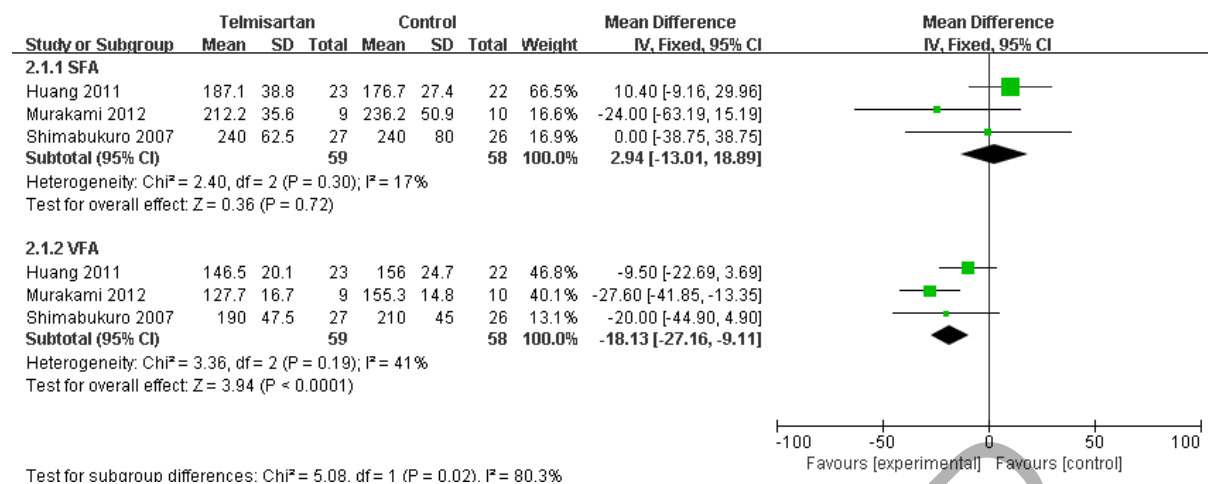 Telmisartan Control Mean Difference Mean Difference
Study or Subgroup Mean SD Total Mean SD Total Weight IV, Fixed, 95% CI IV, Fixed, 95% CI
2.1.1 SFA
Huang 2011 187.1 38.8 23 176.7 27.4 22 66.5% 10.40 [-9.16, 29.96]
Murakami 2012 212.2 35.6 9 236.2 50.9 10 16.6% -24.00 [-63.19, 15.19]
Shimabukuro 2007 240 62.5 27 240 80 26 16.9% 0.00 [-38.75, 38.75]
Subtotal (95% CI) 59 58 100.0% 2.94 [-13.01, 18.89]
Heterogeneity: Chi² = 2.40, df = 2 (P = 0.30); I² = 17%
Test for overall effect: Z = 0.36 (P = 0.72)
2.1.2 VFA
Huang 2011 146.5 20.1 23 156 24.7 22 46.8% -9.50 [-22.69, 3.69]
Murakami 2012 127.7 16.7 9 155.3 14.8 10 40.1% -27.60 [-41.85, -13.35]
Shimabukuro 2007 190 47.5 27 210 45 26 13.1% -20.00 [-44.90, 4.90]
Subtotal (95% CI) 59 58 100.0% -18.13 [-27.16, -9.11]
Heterogeneity: Chi² = 3.36, df = 2 (P = 0.19); I² = 41%
Test for overall effect: Z = 3.94 (P < 0.0001)
-100 -50 0 50 100
Favours [experimental] Favours [control]
Test for subgroup differences: Chi² = 5.08, df = 1 (P = 0.02), I² = 80.3%